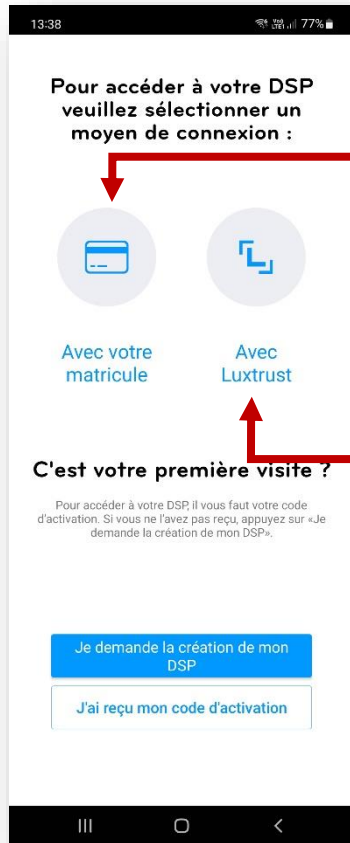 13:38
77%
Pour accéder à votre DSP
veuillez sélectionner un
moyen de connexion :
Avec votre
matricule
Avec
Luxtrust
C'est votre première visite ?
Pour accéder à votre DSP, il vous faut votre code
d'activation. Si vous ne l'avez pas reçu, appuyez sur «Je
demande la création de mon DSP».
Je demande la création de mon
DSP
J'ai reçu mon code d'activation